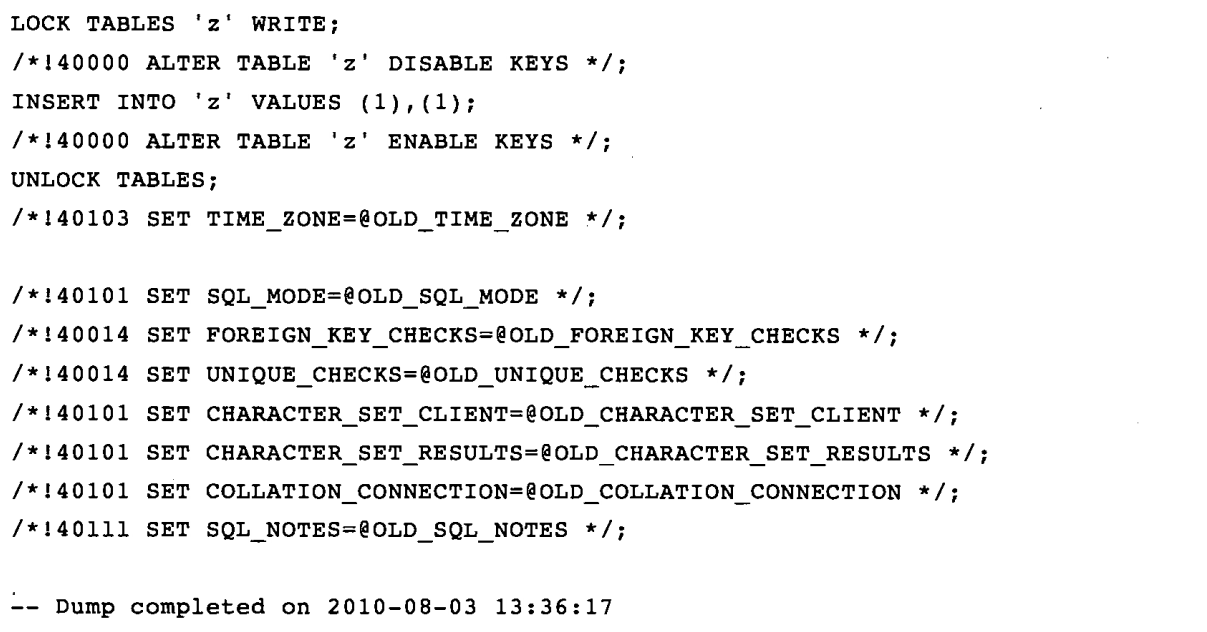 LOCK TABLES 'z' WRITE;
/*!40000 ALTER TABLE 'z' DISABLE KEYS */;
INSERT INTO 'z' VALUES (1),(1);
/*!40000 ALTER TABLE 'z' ENABLE KEYS */;
UNLOCK TABLES;
/*!40103 SET TIME_ZONE=@OLD_TIME_ZONE */;
/*!40101 SET SQL_MODE=@OLD_SQL_MODE */;
/*!40014 SET FOREIGN_KEY_CHECKS=@OLD_FOREIGN_KEY_CHECKS */;
/*!40014 SET UNIQUE_CHECKS=@OLD_UNIQUE_CHECKS */;
/*!40101 SET CHARACTER_SET_CLIENT=@OLD_CHARACTER_SET_CLIENT */;
/*!40101 SET CHARACTER_SET_RESULTS=@OLD_CHARACTER_SET_RESULTS */;
/*!40101 SET COLLATION_CONNECTION=@OLD_COLLATION_CONNECTION */;
/*!40111 SET SQL_NOTES=@OLD_SQL_NOTES */;
-- Dump completed on 2010-08-03 13:36:17